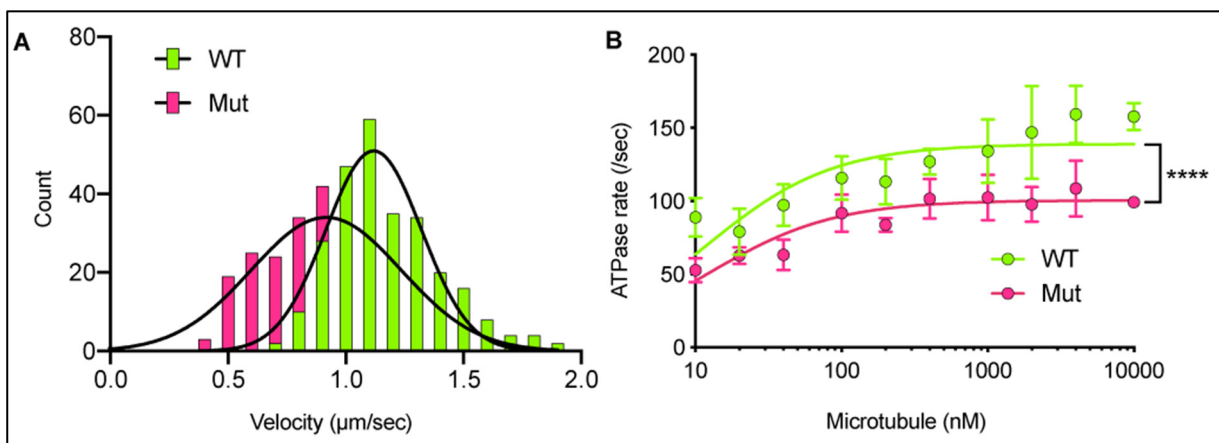 A
80
60
40
20
0
Count
WT
Mut
0.0 0.5 1.0 1.5 2.0
Velocity (µm/sec)
B
200
150
100
50
0
ATPase rate (/sec)
****
WT
Mut
10 100 1000 10000
Microtubule (nM)